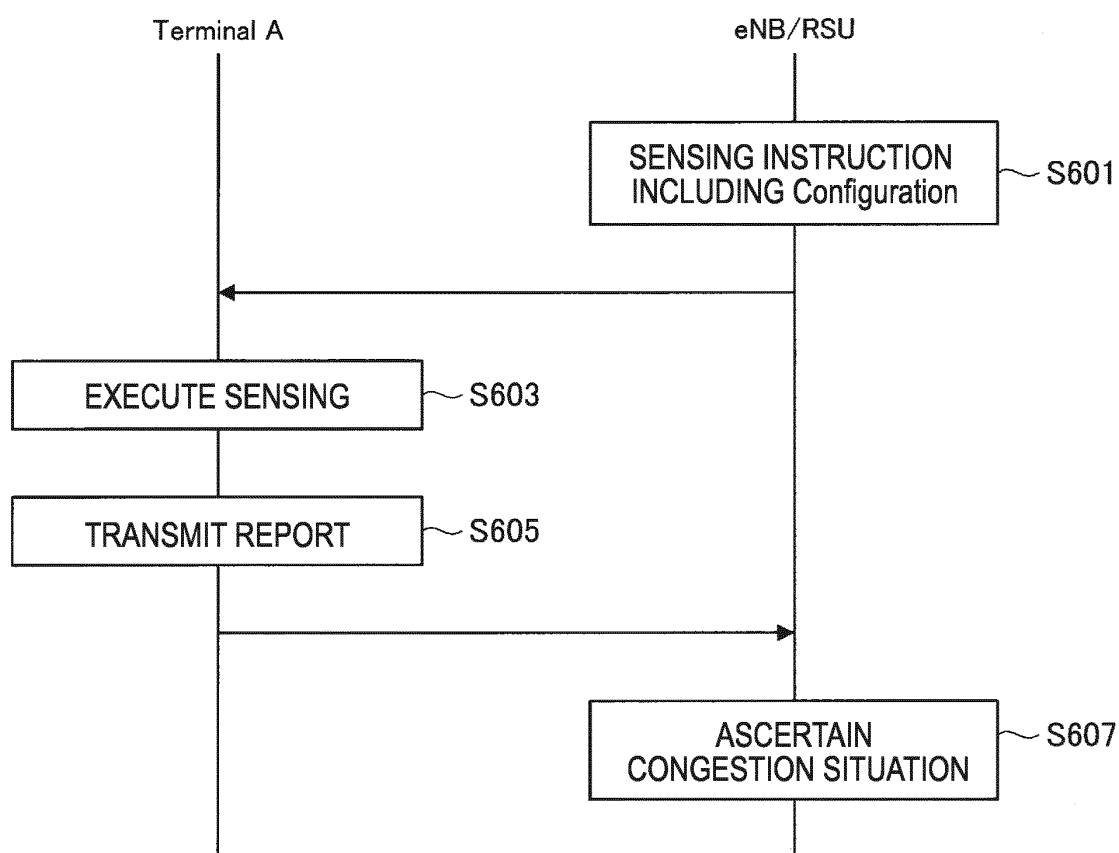 Terminal A
eNB/RSU
SENSING INSTRUCTION
INCLUDING Configuration
S601
EXECUTE SENSING
S603
TRANSMIT REPORT
S605
ASCERTAIN
CONGESTION SITUATION
S607